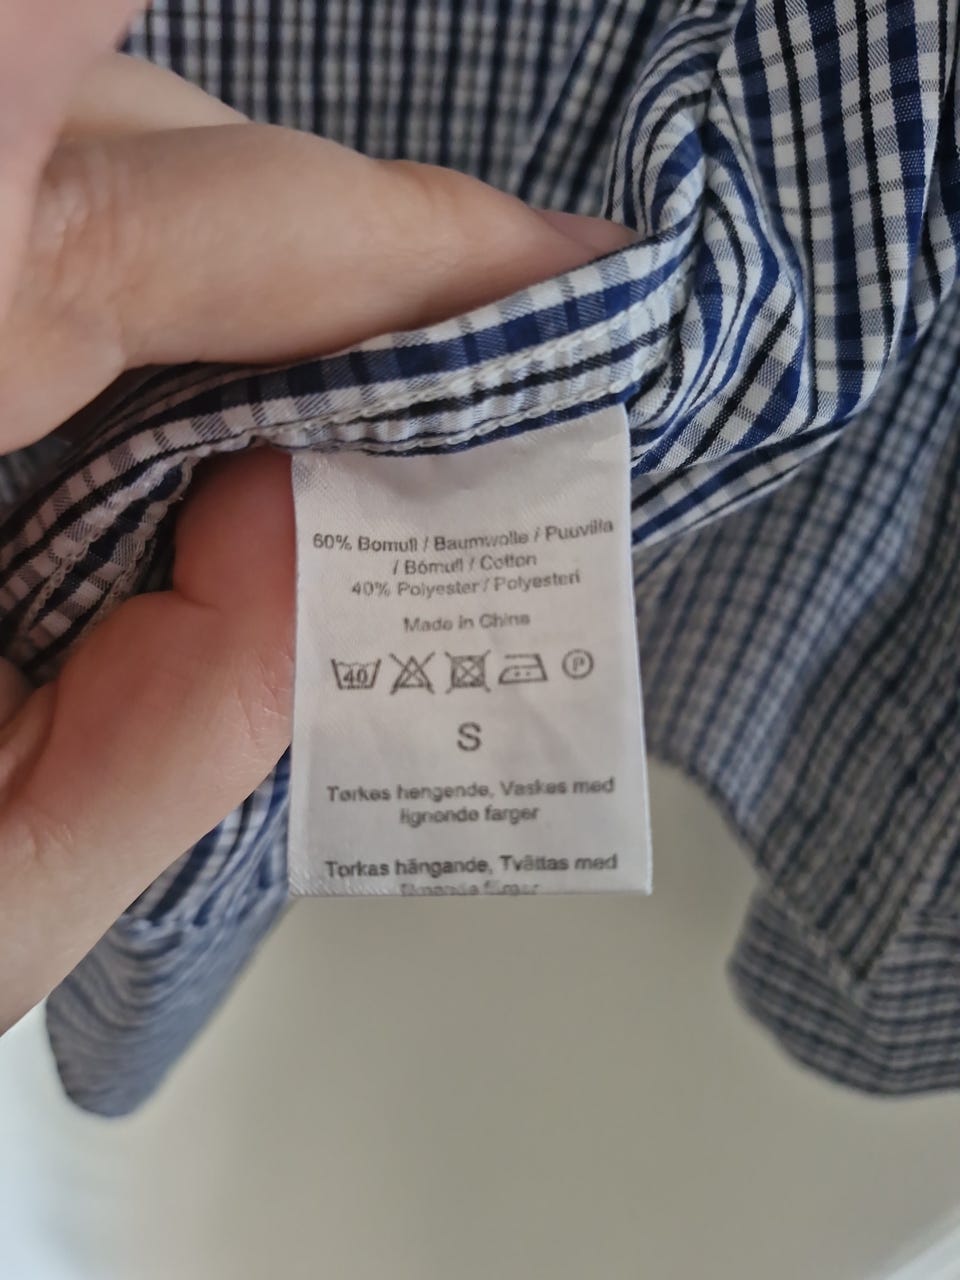 60% Bomull / Baumwolle / Puuvilla
/ Bómull / Cotton
40% Polyester / Polyesteri
Made in China
40 P
S
Tørkes hengende, Vaskes med
lignende farger
Torkas hängande, Tvättas med